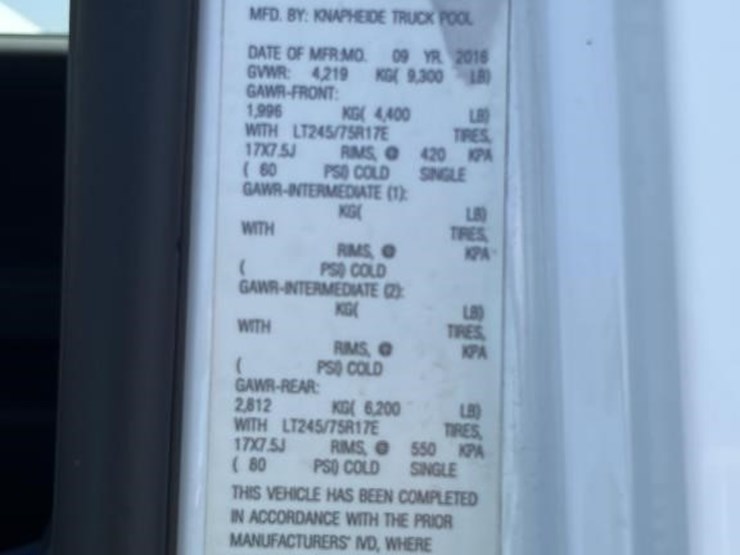 MFD. BY: KNAPHEIDE TRUCK POOL
DATE OF MFR:MO. 09 YR. 2016
GVWR: 4,219 KG( 9,300 LB)
GAWR-FRONT:
1,996 KG( 4,400 LB)
WITH LT245/75R17E TIRES,
17X7.5J RIMS, @ 420 KPA
( 60 PSI) COLD SINGLE
GAWR-INTERMEDIATE (1):
KG( LB)
WITH TIRES,
RIMS, @ KPA
( PSI) COLD
GAWR-INTERMEDIATE (2):
KG( LB)
WITH TIRES,
RIMS, @ KPA
( PSI) COLD
GAWR-REAR:
2,812 KG( 6,200 LB)
WITH LT245/75R17E TIRES,
17X7.5J RIMS, @ 550 KPA
( 80 PSI) COLD SINGLE
THIS VEHICLE HAS BEEN COMPLETED
IN ACCORDANCE WITH THE PRIOR
MANUFACTURERS' IVD, WHERE